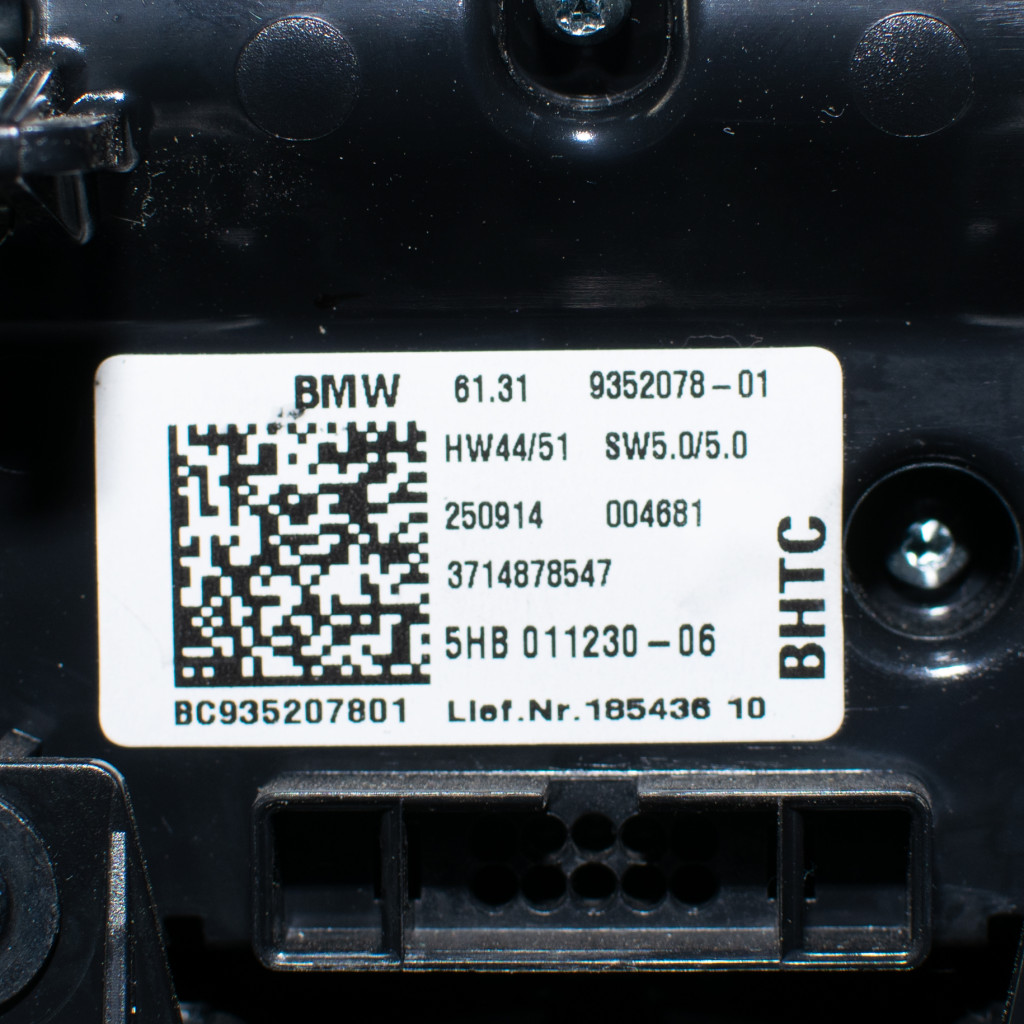 BMW 61.31 9352078-01
HW44/51 SW5.0/5.0
250914 004681
3714878547
5HB 011230-06
BC935207801 Lief.Nr.185436 10
BHTC